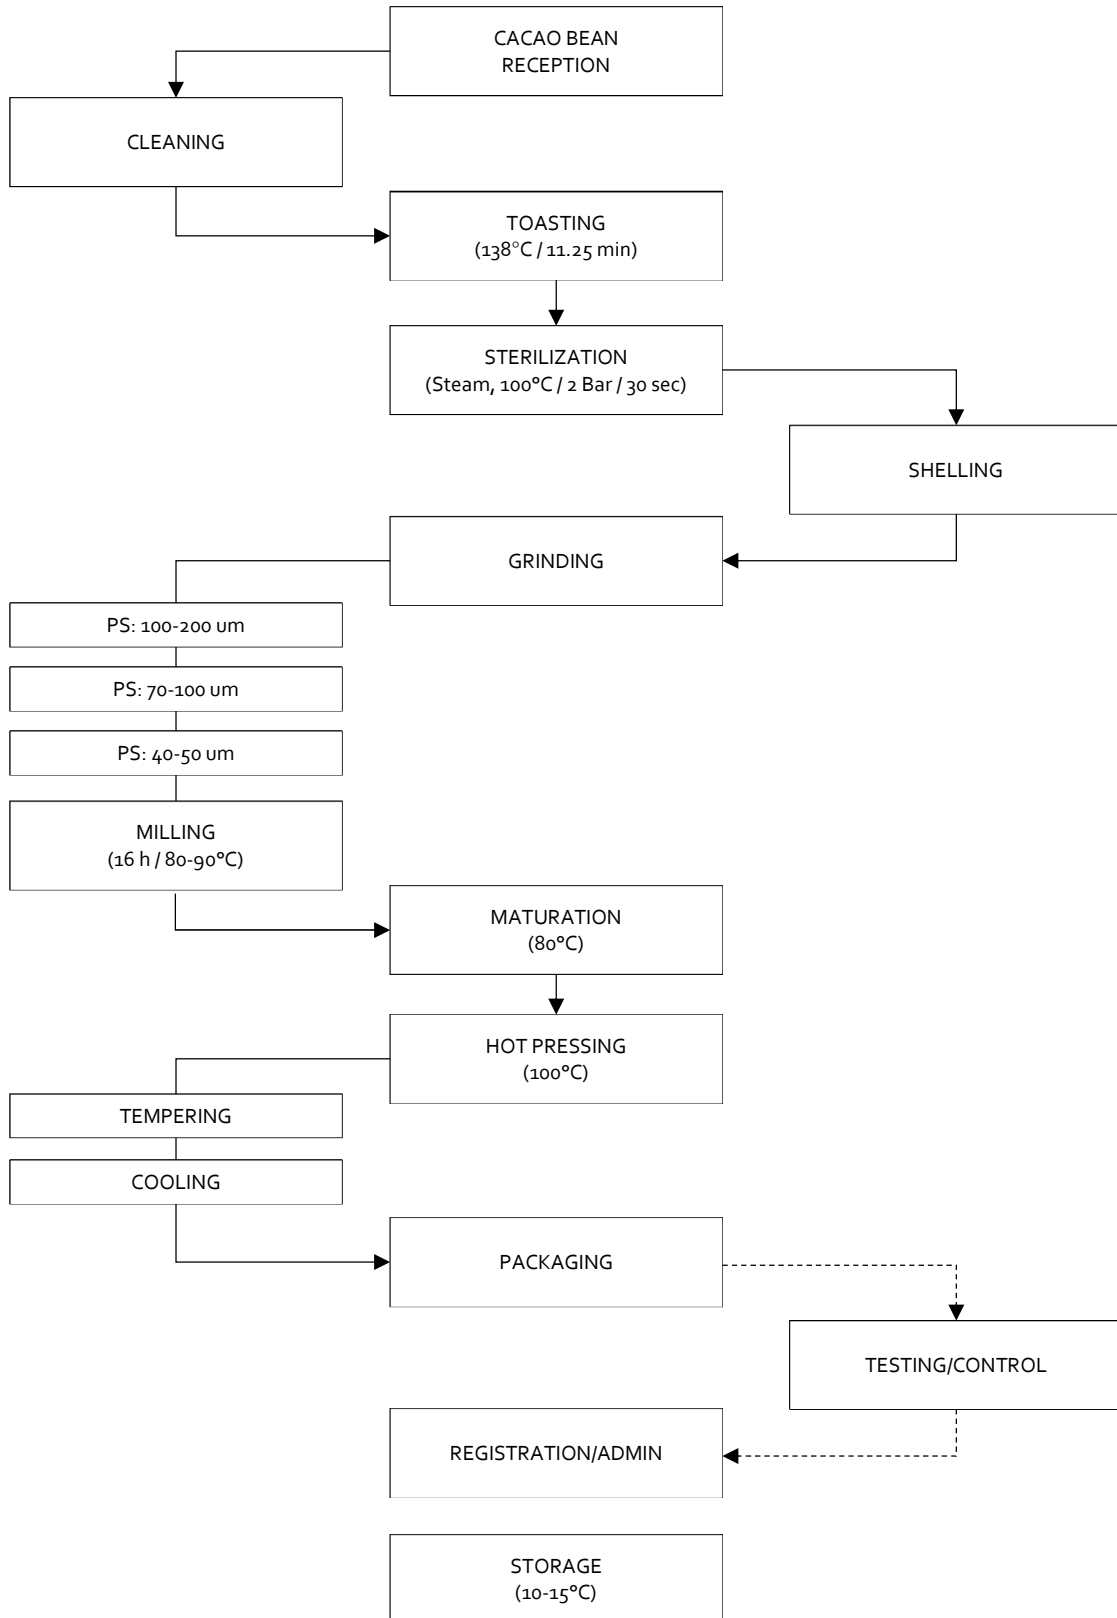 CACAO BEAN
RECEPTION
CLEANING
TOASTING
(138°C / 11.25 min)
STERILIZATION
(Steam, 100°C / 2 Bar / 30 sec)
SHELLING
GRINDING
PS: 100-200 um
PS: 70-100 um
PS: 40-50 um
MILLING
(16 h / 80-90°C)
MATURATION
(80°C)
HOT PRESSING
(100°C)
TEMPERING
COOLING
PACKAGING
TESTING/CONTROL
REGISTRATION/ADMIN
STORAGE
(10-15°C)